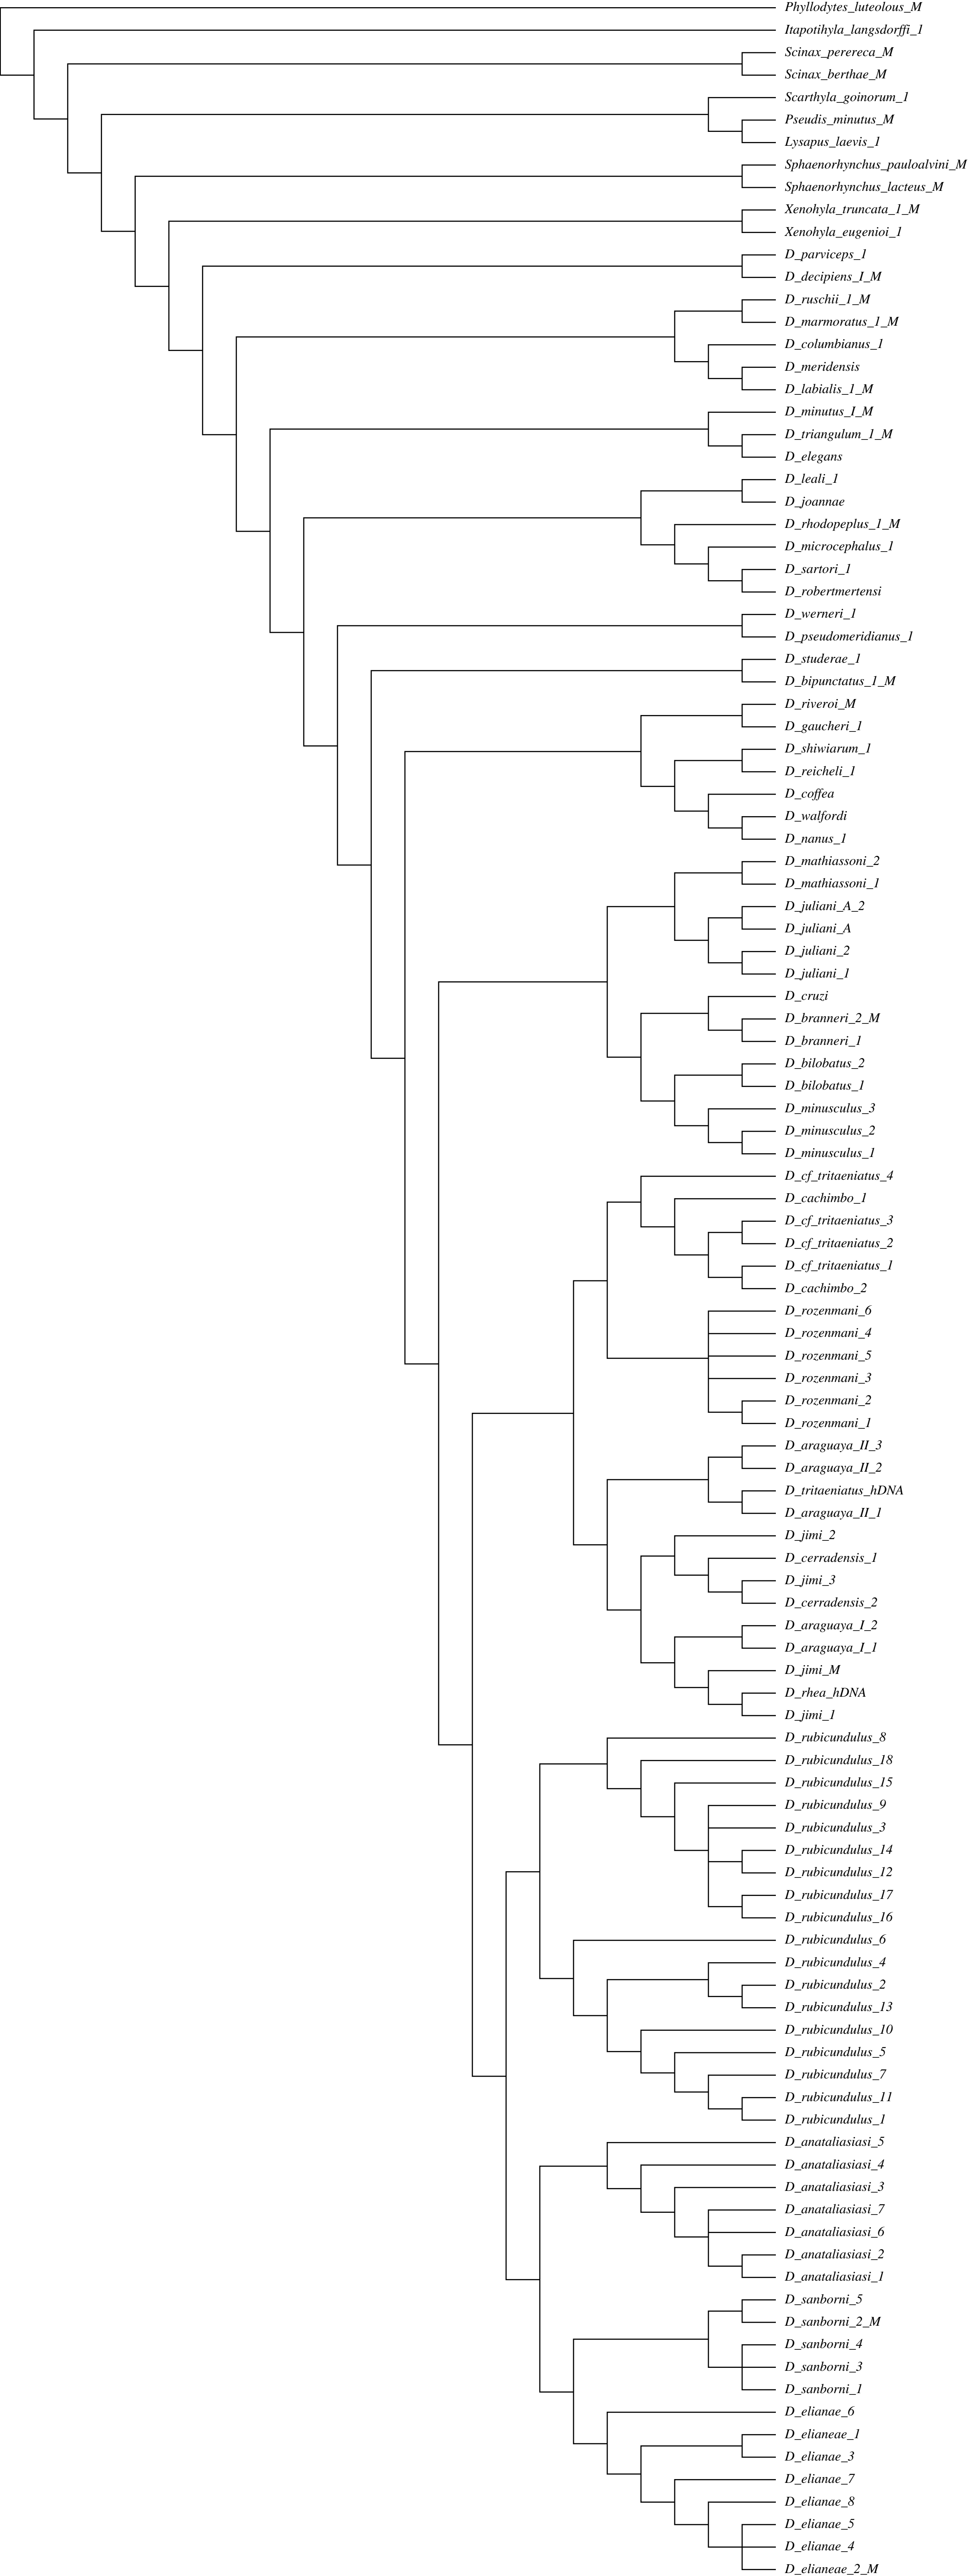 Phyllodytes_luteolous_M
Itapotihyla_langsdorffi_1
Scinax_perereca_M
Scinax_berthae_M
Scarthyla_goinorum_1
Pseudis_minutus_M
Lysapus_laevis_1
Sphaenorhynchus_pauloalvini_M
Sphaenorhynchus_lacteus_M
Xenohyla_truncata_1_M
Xenohyla_eugenioi_1
D_parviceps_1
D_decipiens_I_M
D_ruschii_1_M
D_marmoratus_1_M
D_columbianus_1
D_meridensis
D_labialis_1_M
D_minutus_I_M
D_triangulum_1_M
D_elegans
D_leali_1
D_joannae
D_rhodopeplus_1_M
D_microcephalus_1
D_sartori_1
D_robertmertensi
D_werneri_1
D_pseudomeridianus_1
D_studerae_1
D_bipunctatus_1_M
D_riveroi_M
D_gaucheri_1
D_shiwiarum_1
D_reicheli_1
D_coffea
D_walfordi
D_nanus_1
D_mathiassoni_2
D_mathiassoni_1
D_juliani_A_2
D_juliani_A
D_juliani_2
D_juliani_1
D_cruzi
D_branneri_2_M
D_branneri_1
D_bilobatus_2
D_bilobatus_1
D_minusculus_3
D_minusculus_2
D_minusculus_1
D_cf_tritaeniatus_4
D_cachimbo_1
D_cf_tritaeniatus_3
D_cf_tritaeniatus_2
D_cf_tritaeniatus_1
D_cachimbo_2
D_rozenmani_6
D_rozenmani_4
D_rozenmani_5
D_rozenmani_3
D_rozenmani_2
D_rozenmani_1
D_araguaya_II_3
D_araguaya_II_2
D_tritaeniatus_hDNA
D_araguaya_II_1
D_jimi_2
D_cerradensis_1
D_jimi_3
D_cerradensis_2
D_araguaya_I_2
D_araguaya_I_1
D_jimi_M
D_rhea_hDNA
D_jimi_1
D_rubicundulus_8
D_rubicundulus_18
D_rubicundulus_15
D_rubicundulus_9
D_rubicundulus_3
D_rubicundulus_14
D_rubicundulus_12
D_rubicundulus_17
D_rubicundulus_16
D_rubicundulus_6
D_rubicundulus_4
D_rubicundulus_2
D_rubicundulus_13
D_rubicundulus_10
D_rubicundulus_5
D_rubicundulus_7
D_rubicundulus_11
D_rubicundulus_1
D_anataliasiasi_5
D_anataliasiasi_4
D_anataliasiasi_3
D_anataliasiasi_7
D_anataliasiasi_6
D_anataliasiasi_2
D_anataliasiasi_1
D_sanborni_5
D_sanborni_2_M
D_sanborni_4
D_sanborni_3
D_sanborni_1
D_elianae_6
D_elianeae_1
D_elianae_3
D_elianae_7
D_elianae_8
D_elianae_5
D_elianae_4
D_elianeae_2_M